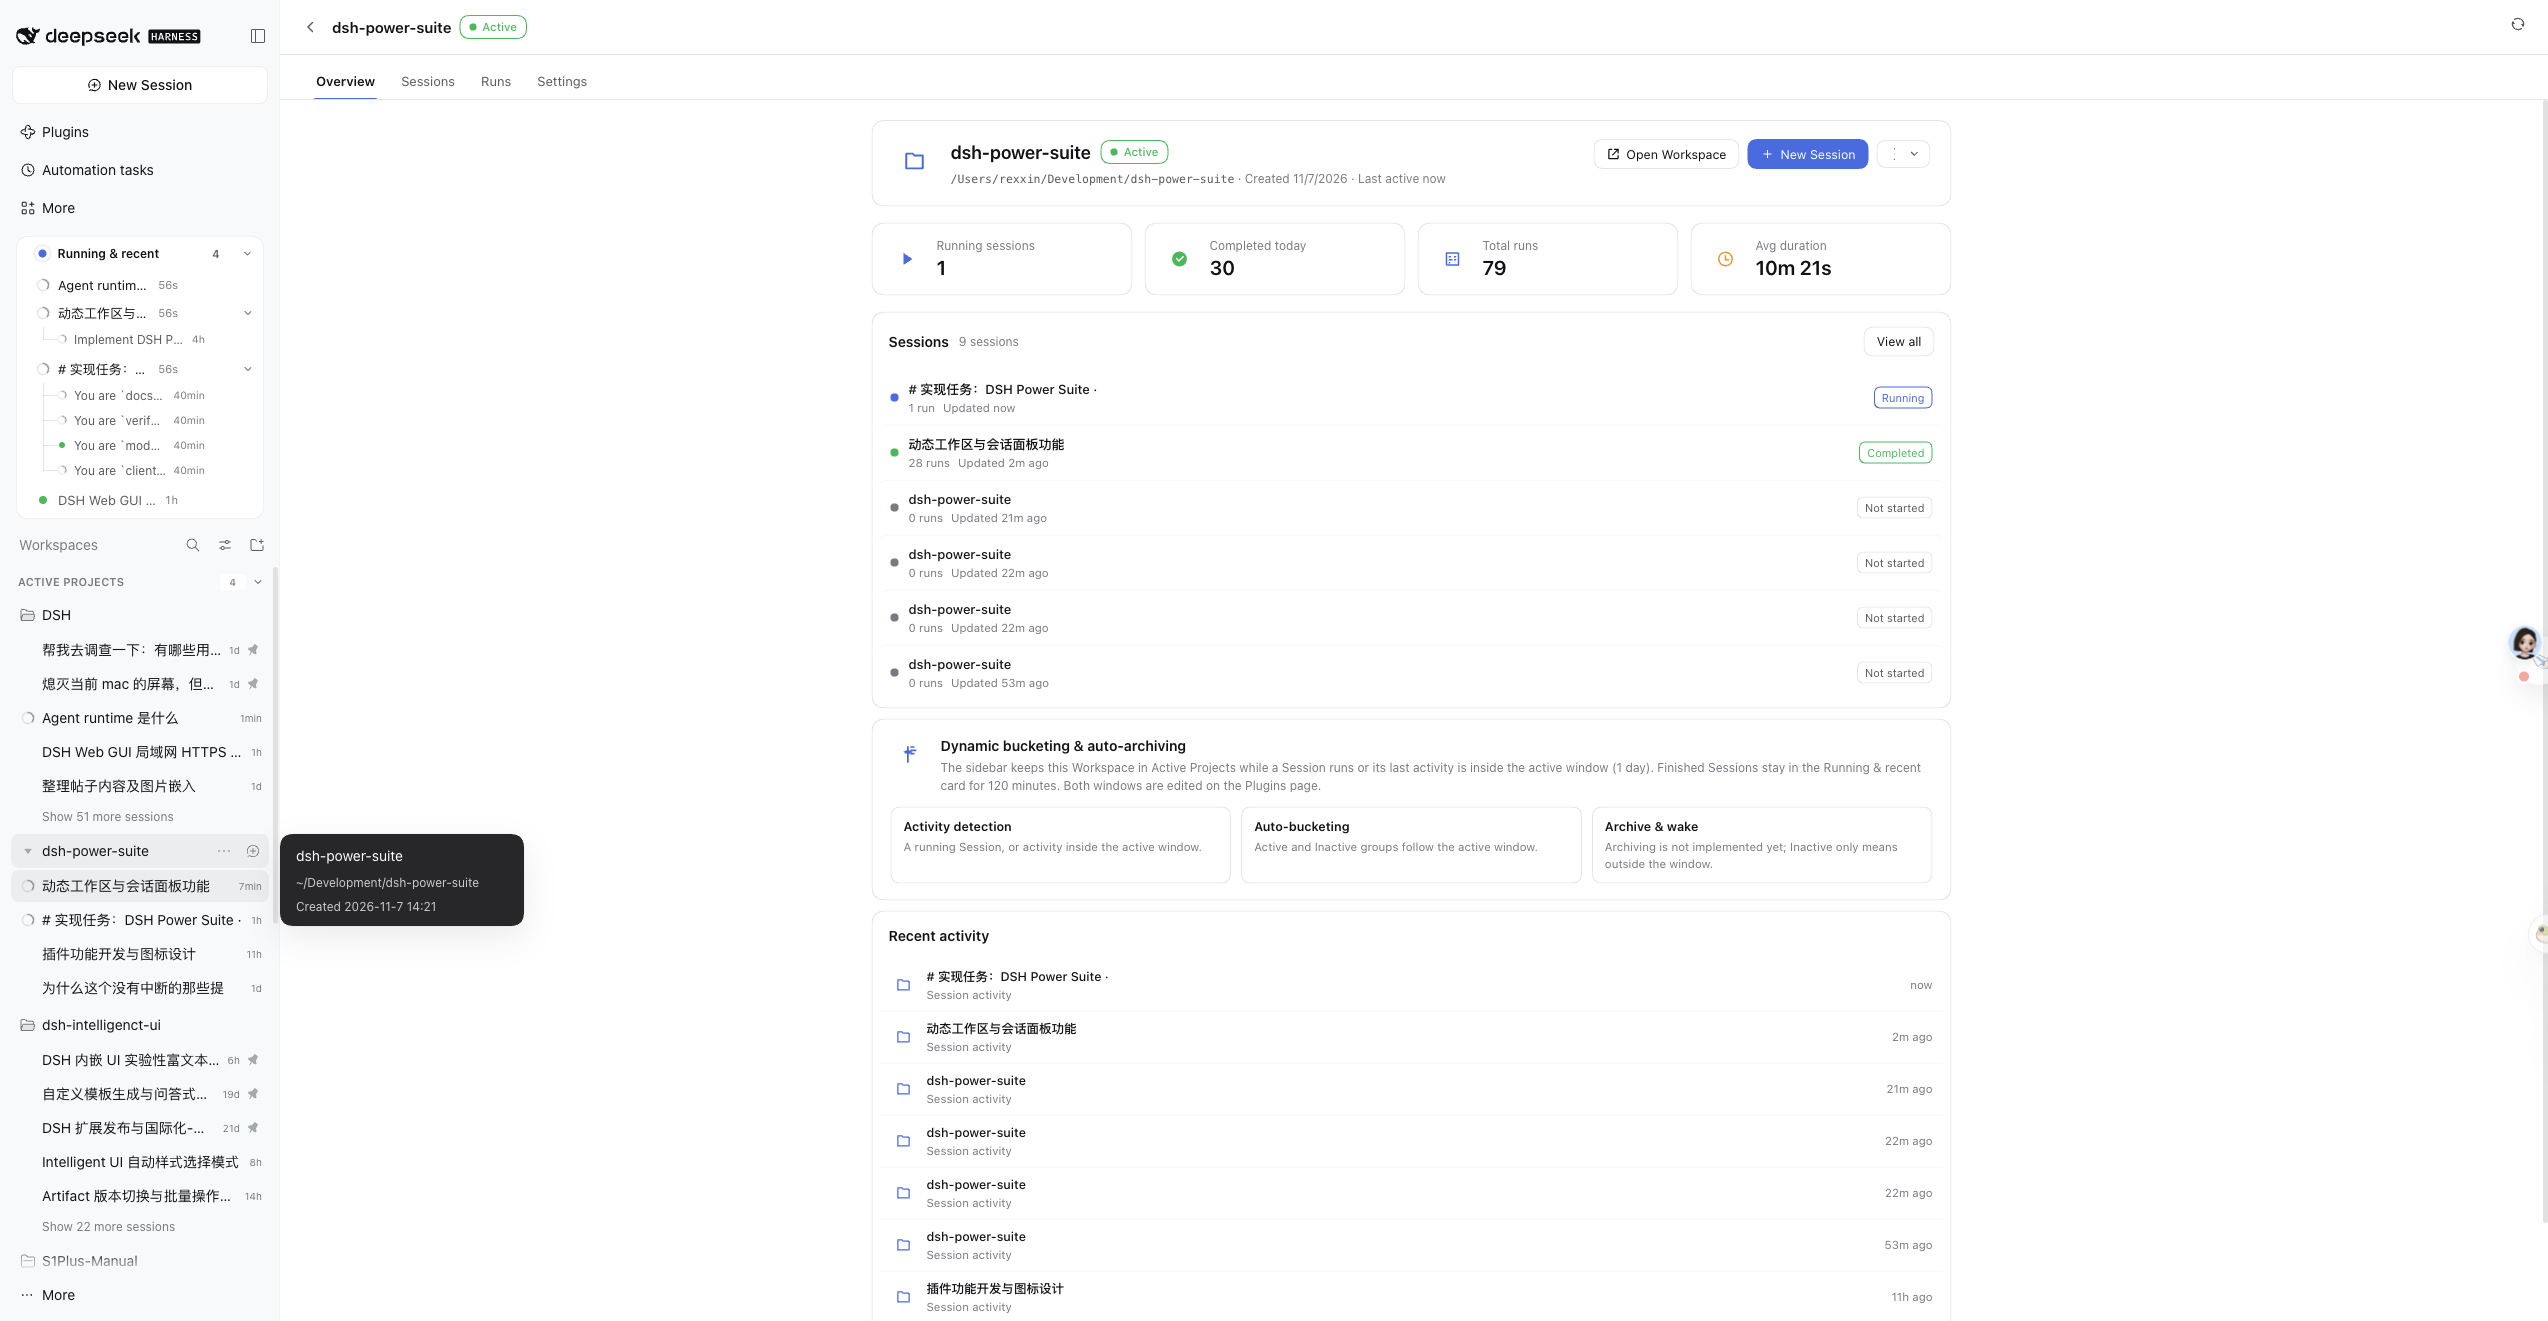 deepseek HARNESS
New Session
Plugins
Automation tasks
More
Running & recent 4
Agent runtim... 56s
动态工作区与... 56s
Implement DSH P... 4h
# 实现任务：... 56s
You are `docs... 40min
You are `verif... 40min
You are `mod... 40min
You are `client... 40min
DSH Web GUI ... 1h
Workspaces
ACTIVE PROJECTS 4
DSH
帮我去调查一下：有哪些用... 1d
熄灭当前 mac 的屏幕，但... 1d
Agent runtime 是什么 1min
DSH Web GUI 局域网 HTTPS ... 1h
整理帖子内容及图片嵌入 1d
Show 51 more sessions
dsh-power-suite
动态工作区与会话面板功能 7min
# 实现任务：DSH Power Suite · 1h
插件功能开发与图标设计 11h
为什么这个没有中断的那些提 1d
dsh-intelligenct-ui
DSH 内嵌 UI 实验性富文本... 6h
自定义模板生成与问答式... 19d
DSH 扩展发布与国际化-... 21d
Intelligent UI 自动样式选择模式 8h
Artifact 版本切换与批量操作... 14h
Show 22 more sessions
S1Plus-Manual
More
dsh-power-suite
~/Development/dsh-power-suite
Created 2026-11-7 14:21
dsh-power-suite Active
Overview Sessions Runs Settings
dsh-power-suite Active
/Users/rexxin/Development/dsh-power-suite · Created 11/7/2026 · Last active now
Open Workspace
+ New Session
Running sessions
1
Completed today
30
Total runs
79
Avg duration
10m 21s
Sessions 9 sessions
View all
# 实现任务：DSH Power Suite ·
1 run Updated now
Running
动态工作区与会话面板功能
28 runs Updated 2m ago
Completed
dsh-power-suite
0 runs Updated 21m ago
Not started
dsh-power-suite
0 runs Updated 22m ago
Not started
dsh-power-suite
0 runs Updated 22m ago
Not started
dsh-power-suite
0 runs Updated 53m ago
Not started
Dynamic bucketing & auto-archiving
The sidebar keeps this Workspace in Active Projects while a Session runs or its last activity is inside the active window (1 day). Finished Sessions stay in the Running & recent
card for 120 minutes. Both windows are edited on the Plugins page.
Activity detection
A running Session, or activity inside the active window.
Auto-bucketing
Active and Inactive groups follow the active window.
Archive & wake
Archiving is not implemented yet; Inactive only means
outside the window.
Recent activity
# 实现任务：DSH Power Suite ·
Session activity
now
动态工作区与会话面板功能
Session activity
2m ago
dsh-power-suite
Session activity
21m ago
dsh-power-suite
Session activity
22m ago
dsh-power-suite
Session activity
22m ago
dsh-power-suite
Session activity
53m ago
插件功能开发与图标设计
Session activity
11h ago